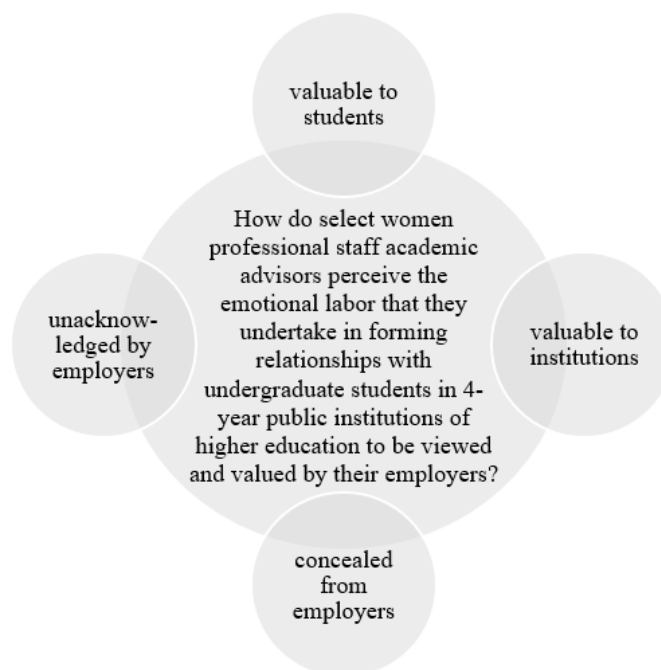 valuable to
students
How do select women
professional staff academic
advisors perceive the
emotional labor that they
undertake in forming
relationships with
undergraduate students in 4-
year public institutions of
higher education to be viewed
and valued by their employers?
valuable to
institutions
concealed
from
employers
unacknow-
ledged by
employers